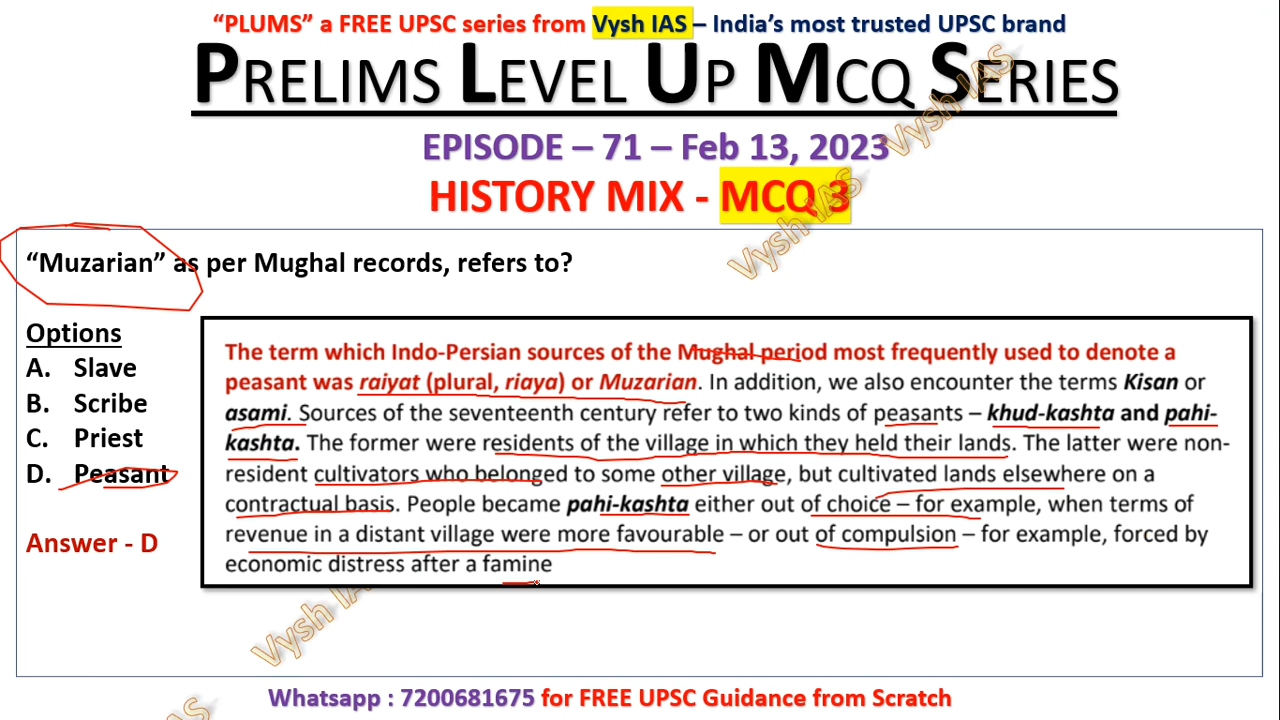 “PLUMS” a FREE UPSC series from Vysh IAS – India’s most trusted UPSC brand
PRELIMS LEVEL UP MCQ SERIES
EPISODE – 71 – Feb 13, 2023
HISTORY MIX - MCQ 3
“Muzarian” as per Mughal records, refers to?
Options
A. Slave
B. Scribe
C. Priest
D. Peasant
Answer - D
The term which Indo-Persian sources of the Mughal period most frequently used to denote a
peasant was raiyat (plural, riaya) or Muzarian. In addition, we also encounter the terms Kisan or
asami. Sources of the seventeenth century refer to two kinds of peasants – khud-kashta and pahi-
kashta. The former were residents of the village in which they held their lands. The latter were non-
resident cultivators who belonged to some other village, but cultivated lands elsewhere on a
contractual basis. People became pahi-kashta either out of choice – for example, when terms of
revenue in a distant village were more favourable – or out of compulsion – for example, forced by
economic distress after a famine
Vysh IAS
Vysh IAS
Vysh IA
Vysh IAS
Whatsapp : 7200681675 for FREE UPSC Guidance from Scratch